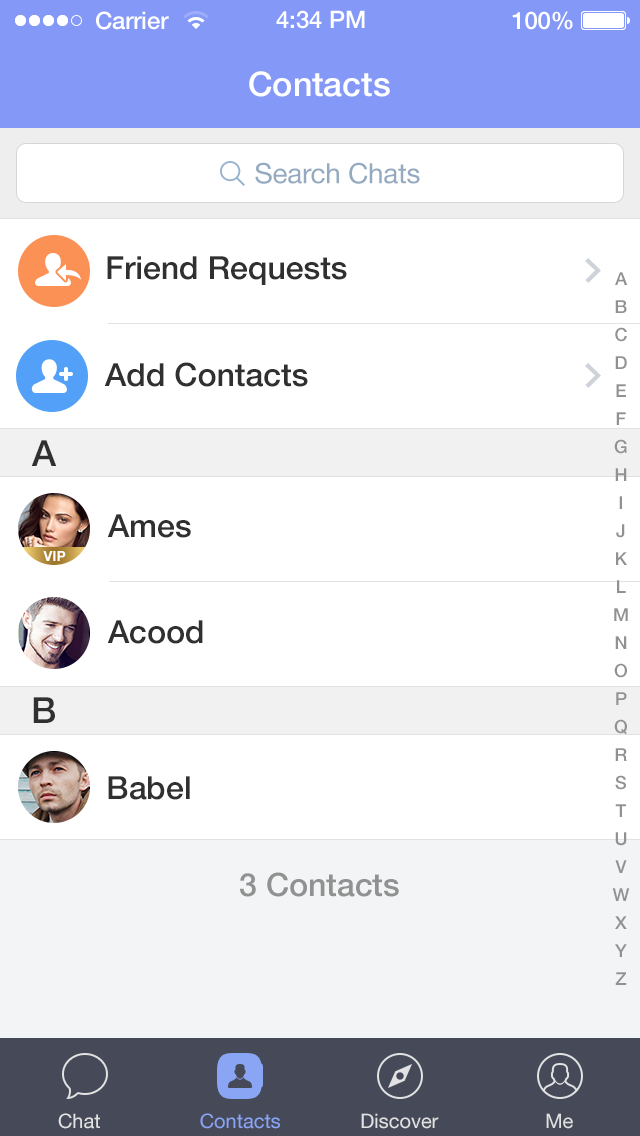 Carrier 4:34 PM 100%
Contacts
Search Chats
Friend Requests
Add Contacts
A
VIP
Ames
Acood
B
Babel
3 Contacts
A
B
C
D
E
F
G
H
I
J
K
L
M
N
O
P
Q
R
S
T
U
V
W
X
Y
Z
Chat Contacts Discover Me